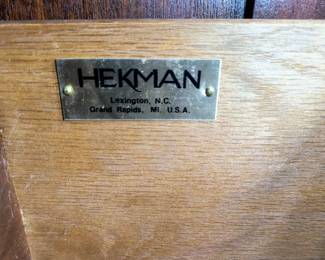 HEKMAN
Lexington, N.C.
Grand Rapids, MI. U.S.A.